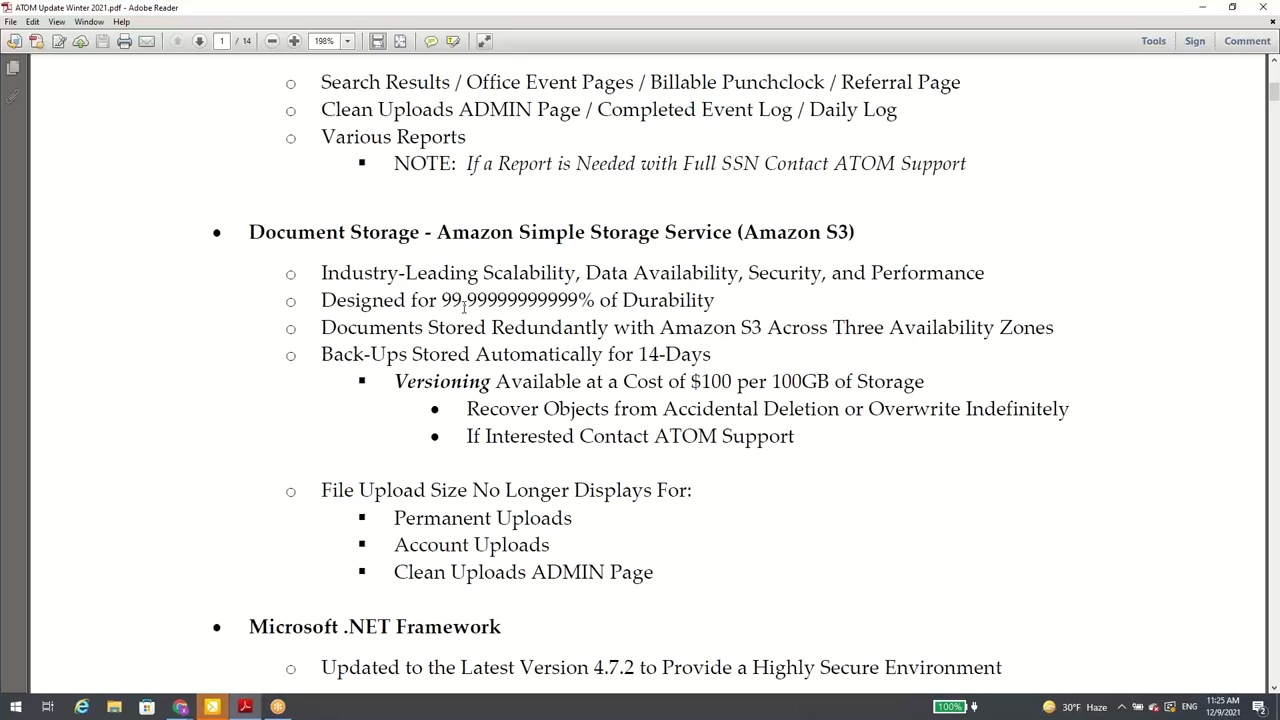 ATOM Update Winter 2021.pdf - Adobe Reader
File Edit View Window Help
1 / 14 198% Tools Sign Comment
Search Results / Office Event Pages / Billable Punchclock / Referral Page
Clean Uploads ADMIN Page / Completed Event Log / Daily Log
Various Reports
NOTE: If a Report is Needed with Full SSN Contact ATOM Support
Document Storage - Amazon Simple Storage Service (Amazon S3)
Industry-Leading Scalability, Data Availability, Security, and Performance
Designed for 99.99999999999% of Durability
Documents Stored Redundantly with Amazon S3 Across Three Availability Zones
Back-Ups Stored Automatically for 14-Days
Versioning Available at a Cost of $100 per 100GB of Storage
Recover Objects from Accidental Deletion or Overwrite Indefinitely
If Interested Contact ATOM Support
File Upload Size No Longer Displays For:
Permanent Uploads
Account Uploads
Clean Uploads ADMIN Page
Microsoft .NET Framework
Updated to the Latest Version 4.7.2 to Provide a Highly Secure Environment
100% 30°F Haze ENG 11:25 AM
12/9/2021